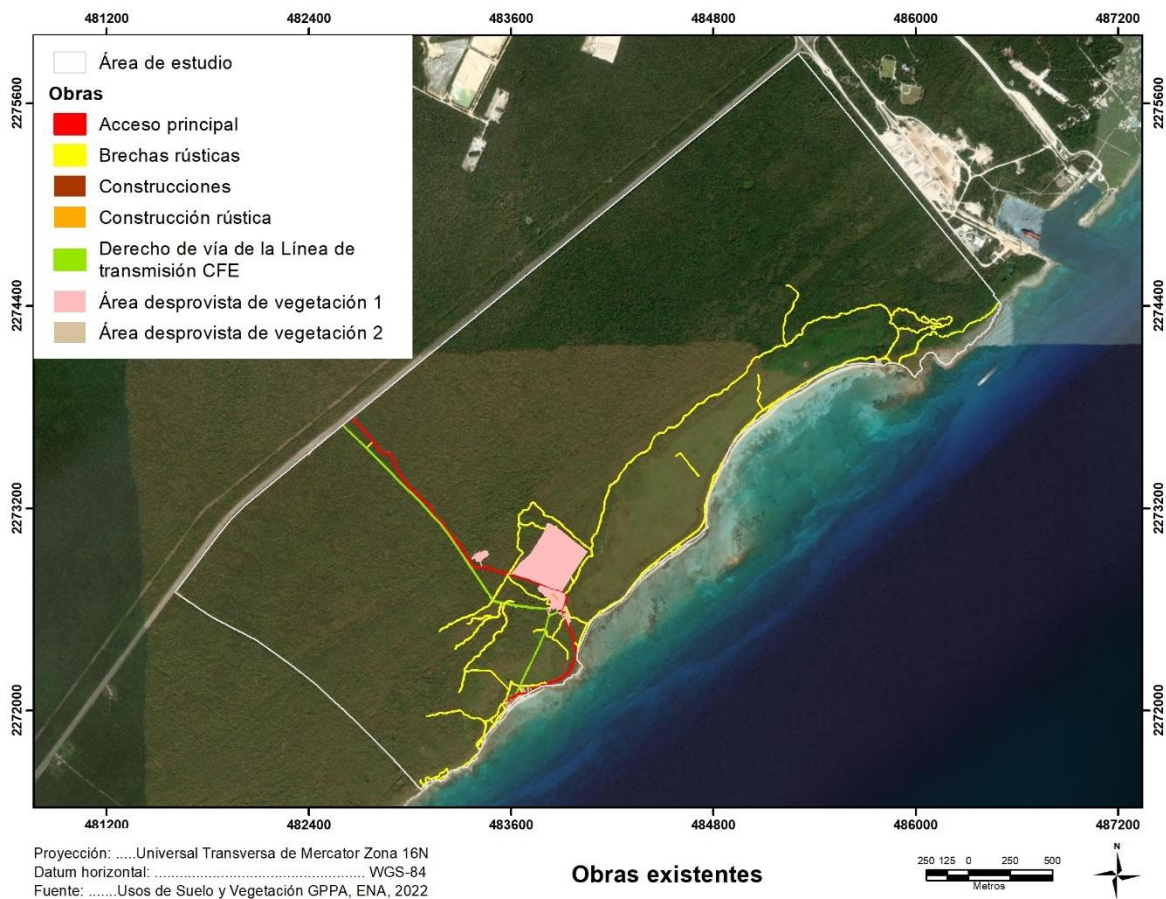 481200 482400 483600 484800 486000 487200
Área de estudio
Obras
Acceso principal
Brechas rústicas
Construcciones
Construcción rústica
Derecho de vía de la Línea de
transmisión CFE
Área desprovista de vegetación 1
Área desprovista de vegetación 2
2275600 2275600
2274400 2274400
2273200 2273200
2272000 2272000
481200 482400 483600 484800 486000 487200
Proyección: .....Universal Transversa de Mercator Zona 16N
Datum horizontal: ................................................ WGS-84
Fuente: .......Usos de Suelo y Vegetación GPPA, ENA, 2022
Obras existentes
250 125 0 250 500
Metros
N